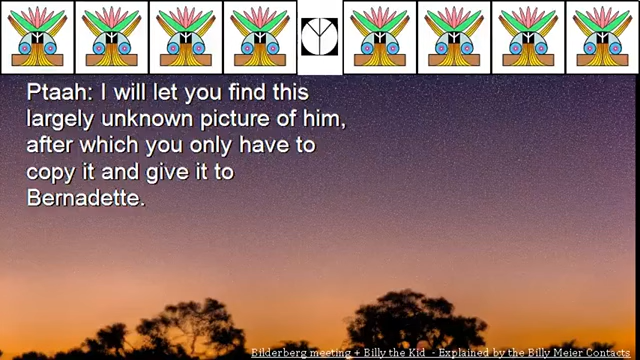 Ptaah: I will let you find this
largely unknown picture of him,
after which you only have to
copy it and give it to
Bernadette.
Bilderberg meeting + Billy the Kid - Explained by the Billy Meier Contacts